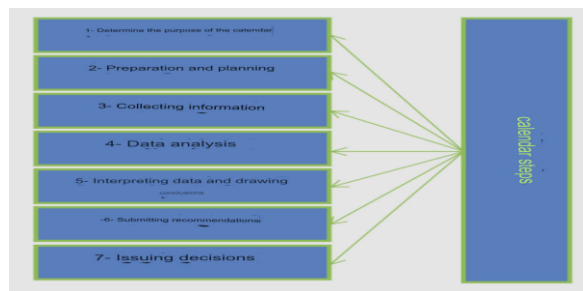 1- Determine the purpose of the calendar
2- Preparation and planning
3- Collecting information
4- Data analysis
5- Interpreting data and drawing
conclusions
-6- Submitting recommendations
7- Issuing decisions
calendar steps